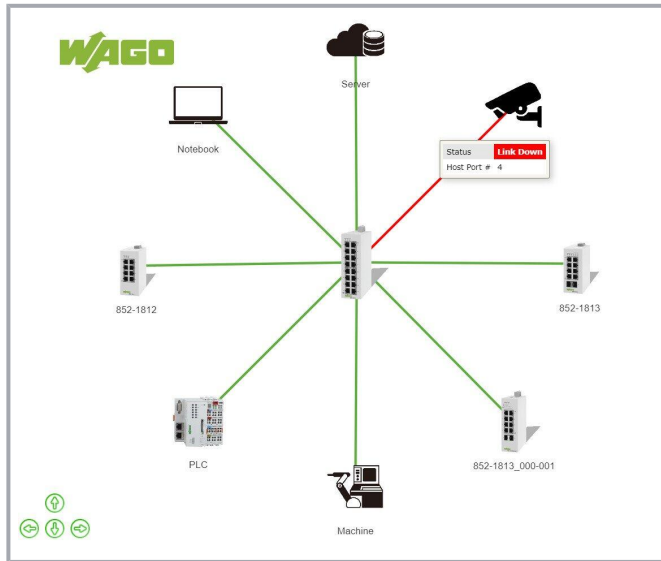 WAGO
Server
Notebook
Status Link Down
Host Port # 4
852-1812
852-1813
PLC
852-1813_000-001
Machine